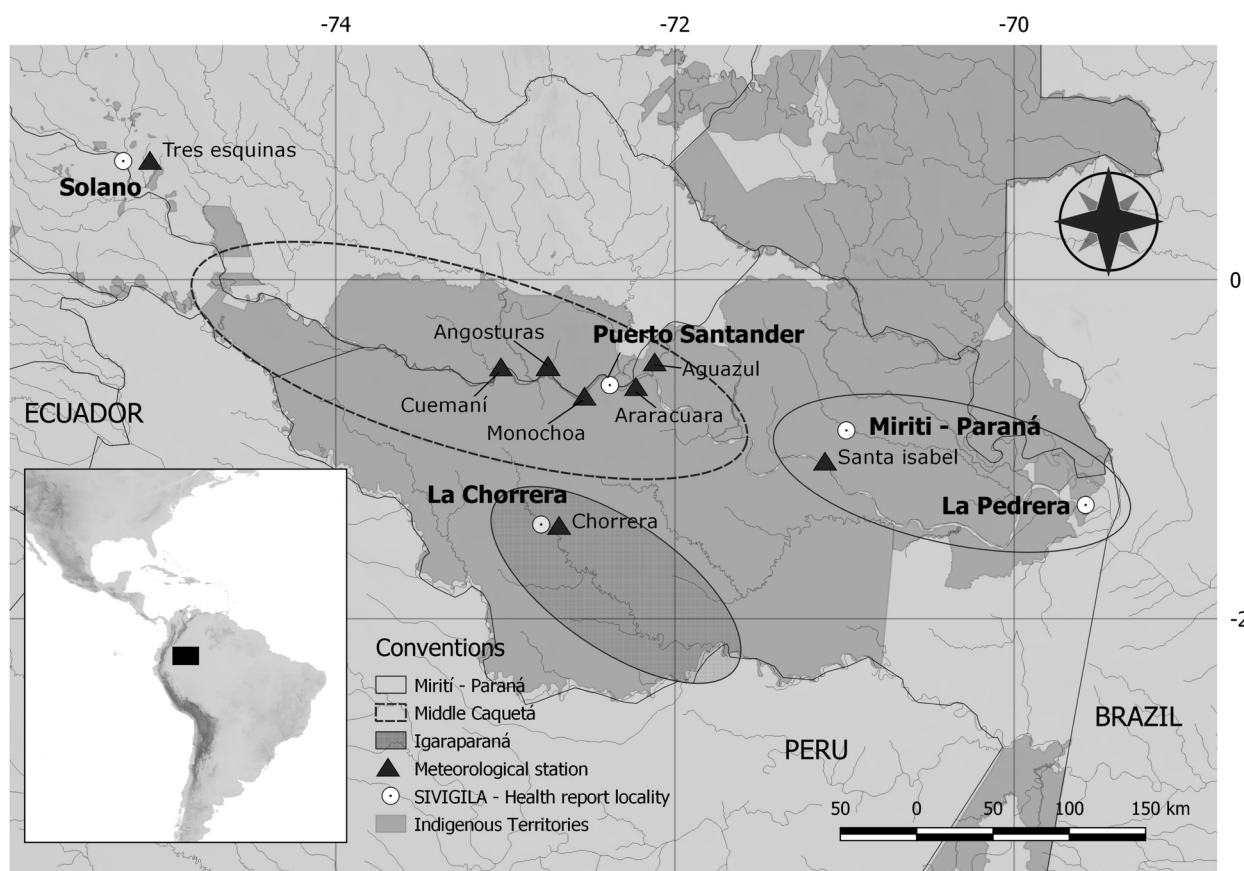 -74
-72
-70
Tres esquinas
Solano
0
Angosturas
Puerto Santander
Aguazul
Cuemaní
Araracuara
Monochoa
ECUADOR
Miriti - Paraná
Santa isabel
La Chorrera
La Pedrera
Chorrera
-2
Conventions
Mirití - Paraná
Middle Caquetá
Igaraparaná
Meteorological station
SIVIGILA - Health report locality
Indigenous Territories
BRAZIL
PERU
50 0 50 100 150 km